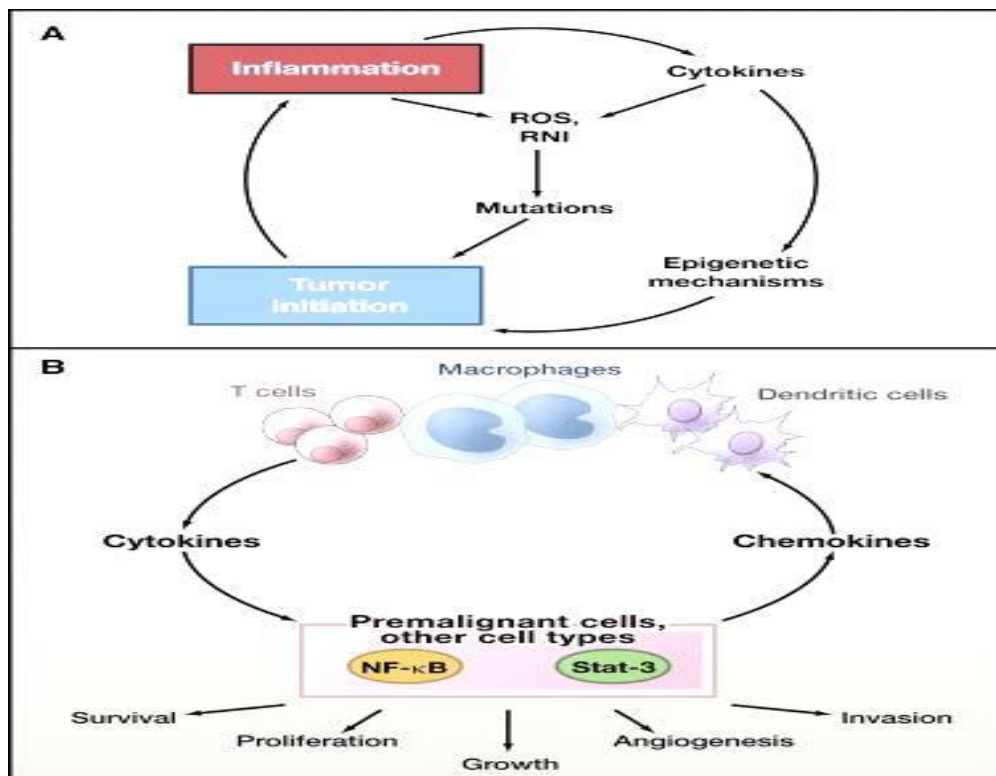 A
Inflammation
Cytokines
ROS,
RNI
Mutations
Epigenetic
mechanisms
Tumor
initiation
B
Macrophages
T cells
Dendritic cells
Cytokines
Chemokines
Premalignant cells,
other cell types
NF-κB
Stat-3
Survival
Invasion
Proliferation
Angiogenesis
Growth